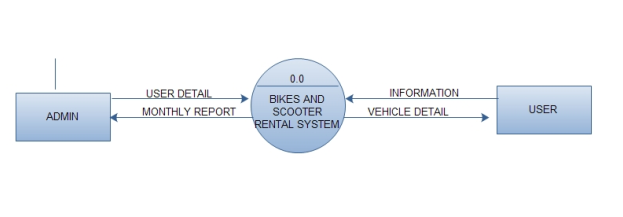 0.0
USER DETAIL
INFORMATION
BIKES AND
SCOOTER
RENTAL SYSTEM
MONTHLY REPORT
VEHICLE DETAIL
ADMIN
USER